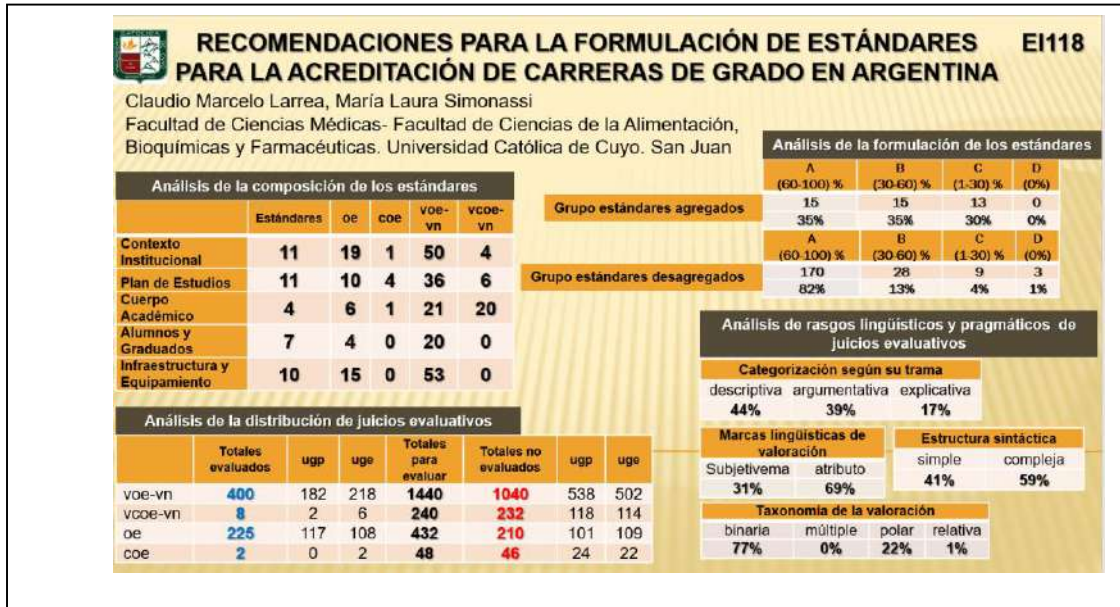 CATÓLICA
RECOMENDACIONES PARA LA FORMULACIÓN DE ESTÁNDARES EI118
PARA LA ACREDITACIÓN DE CARRERAS DE GRADO EN ARGENTINA
Claudio Marcelo Larrea, María Laura Simonassi
Facultad de Ciencias Médicas- Facultad de Ciencias de la Alimentación,
Bioquímicas y Farmacéuticas. Universidad Católica de Cuyo. San Juan
Análisis de la composición de los estándares
Estándares oe coe voe-vn vcoe-vn
Contexto Institucional 11 19 1 50 4
Plan de Estudios 11 10 4 36 6
Cuerpo Académico 4 6 1 21 20
Alumnos y Graduados 7 4 0 20 0
Infraestructura y Equipamiento 10 15 0 53 0
Análisis de la distribución de juicios evaluativos
Totales evaluados ugp uge Totales para evaluar Totales no evaluados ugp uge
voe-vn 400 182 218 1440 1040 538 502
vcoe-vn 8 2 6 240 232 118 114
oe 225 117 108 432 210 101 109
coe 2 0 2 48 46 24 22
Análisis de la formulación de los estándares
A (60-100) % B (30-60) % C (1-30) % D (0%)
Grupo estándares agregados
15 15 13 0
35% 35% 30% 0%
A (60-100) % B (30-60) % C (1-30) % D (0%)
Grupo estándares desagregados
170 28 9 3
82% 13% 4% 1%
Análisis de rasgos lingüísticos y pragmáticos de
juicios evaluativos
Categorización según su trama
descriptiva argumentativa explicativa
44% 39% 17%
Marcas lingüísticas de
valoración
Subjetivema atributo
31% 69%
Estructura sintáctica
simple compleja
41% 59%
Taxonomía de la valoración
binaria múltiple polar relativa
77% 0% 22% 1%